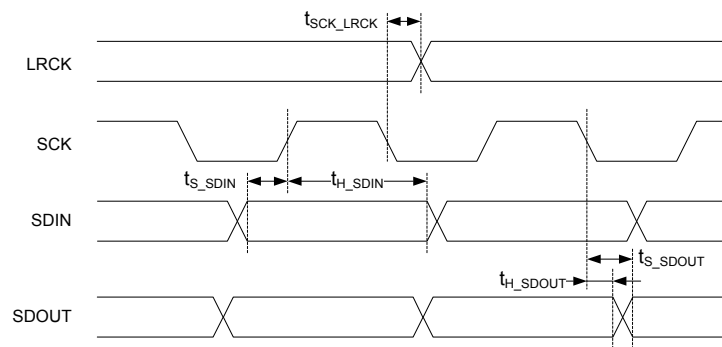 tSCK_LRCK
LRCK
SCK
tS_SDIN
tH_SDIN
SDIN
tS_SDOUT
tH_SDOUT
SDOUT